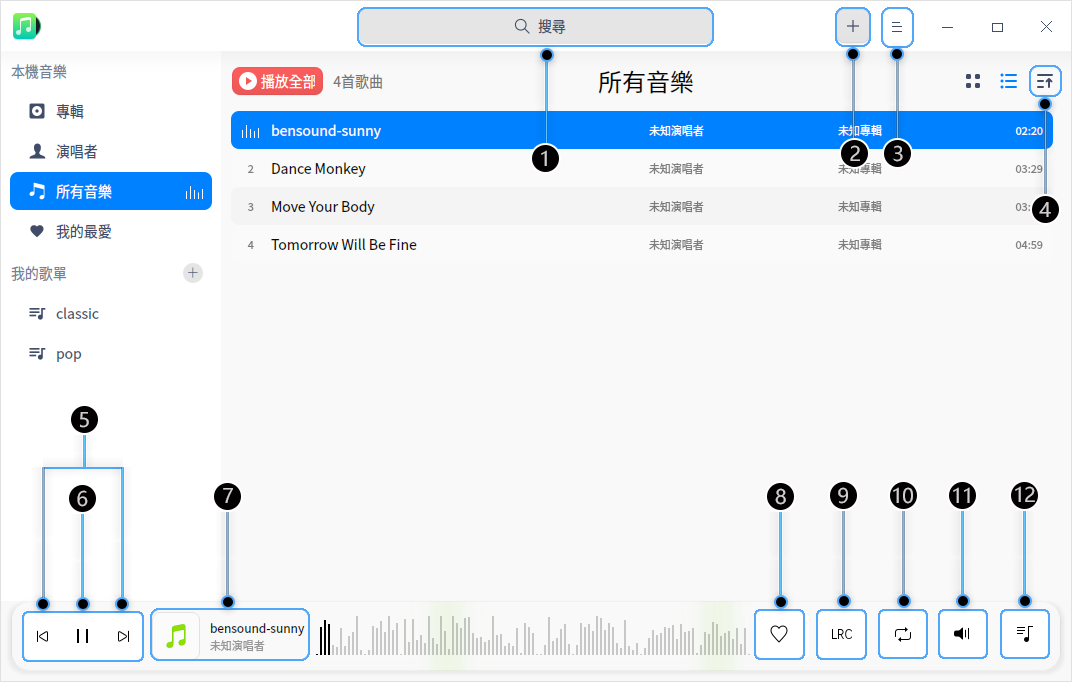 搜尋
本機音樂
專輯
演唱者
所有音樂
我的最愛
我的歌單
classic
pop
播放全部 4首歌曲 所有音樂
bensound-sunny 未知演唱者 未知專輯 02:20
2 Dance Monkey 未知演唱者 未知專輯 03:29
3 Move Your Body 未知演唱者 未知專輯 03:
4 Tomorrow Will Be Fine 未知演唱者 未知專輯 04:59
1
2
3
4
5
6
7
8
9
10
11
12
bensound-sunny
未知演唱者
LRC